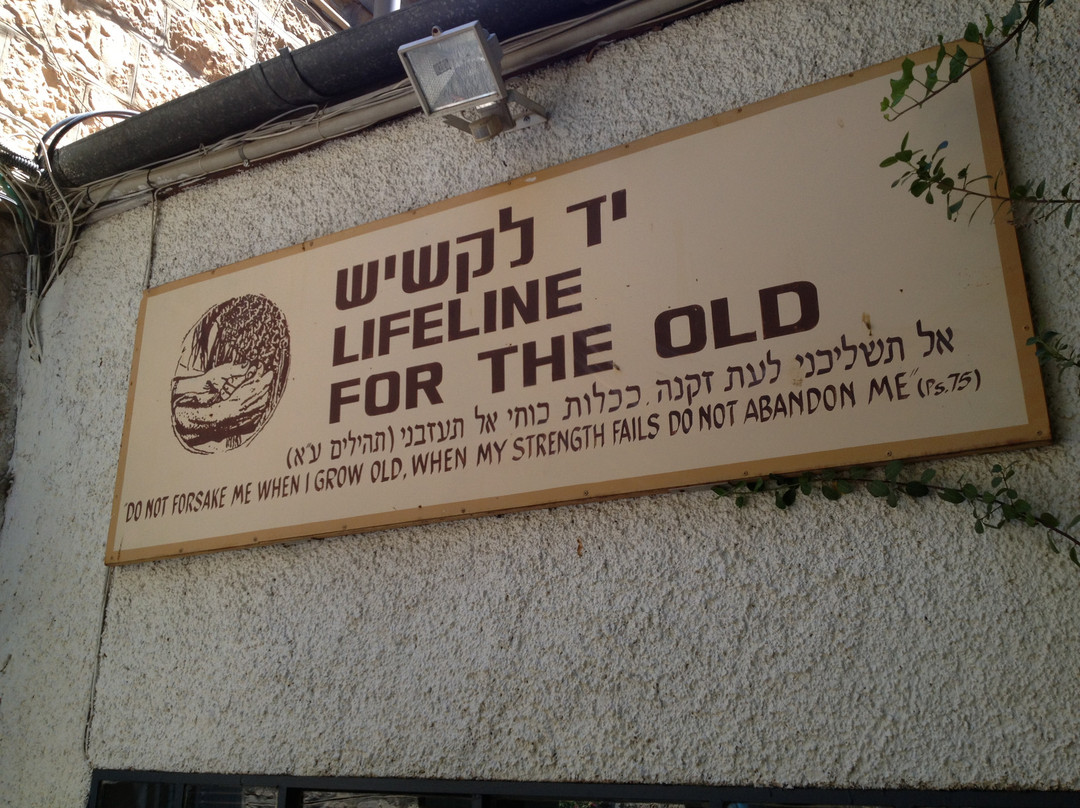 יד לקשיש
LIFELINE
FOR THE OLD
אל תשליכני לעת זקנה. ככלות כוחי אל תעזבני (תהילים ע"א)
"DO NOT FORSAKE ME WHEN I GROW OLD, WHEN MY STRENGTH FAILS DO NOT ABANDON ME" (Ps.75)